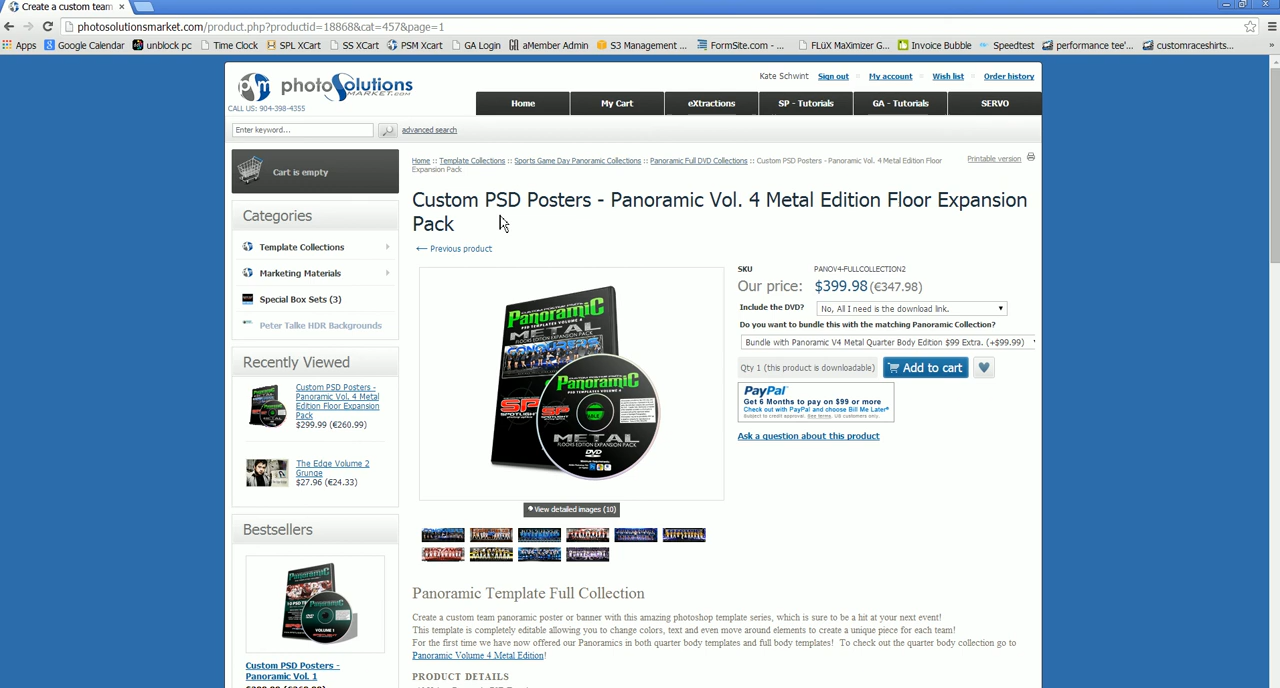 Create a custom team
photosolutionsmarket.com/product.php?productid=18868&cat=457&page=1
Apps Google Calendar unblock pc Time Clock SPL XCart SS XCart PSM Xcart GA Login aMember Admin S3 Management ... FormSite.com - ... FLüX MaXimizer G... Invoice Bubble Speedtest performance tee'... customraceshirts... »
photoSolutions
MARKET.COM
CALL US: 904-398-4355
Kate Schwint Sign out My account Wish list Order history
Home My Cart eXtractions SP - Tutorials GA - Tutorials SERVO
Enter keyword... advanced search
Cart is empty
Home :: Template Collections :: Sports Game Day Panoramic Collections :: Panoramic Full DVD Collections :: Custom PSD Posters - Panoramic Vol. 4 Metal Edition Floor
Expansion Pack
Printable version
Custom PSD Posters - Panoramic Vol. 4 Metal Edition Floor Expansion
Pack
← Previous product
Categories
Template Collections
Marketing Materials
Special Box Sets (3)
Peter Talke HDR Backgrounds
Recently Viewed
Custom PSD Posters -
Panoramic Vol. 4 Metal
Edition Floor Expansion
Pack
$299.99 (€260.99)
The Edge Volume 2
Grunge
$27.96 (€24.33)
Bestsellers
Custom PSD Posters -
Panoramic Vol. 1
PANORAMIC
METAL
PANORAMIC
METAL
DVD
SKU PANOV4-FULLCOLLECTION2
Our price: $399.98 (€347.98)
Include the DVD? No, All I need is the download link.
Do you want to bundle this with the matching Panoramic Collection?
Bundle with Panoramic V4 Metal Quarter Body Edition $99 Extra. (+$99.99)
Qty 1 (this product is downloadable) Add to cart
PayPal
Get 6 Months to pay on $99 or more
Check out with PayPal and choose Bill Me Later®
Subject to credit approval. See terms. US customers only.
Ask a question about this product
View detailed images (10)
Panoramic Template Full Collection
Create a custom team panoramic poster or banner with this amazing photoshop template series, which is sure to be a hit at your next event!
This template is completely editable allowing you to change colors, text and even move around elements to create a unique piece for each team!
For the first time we have now offered our Panoramics in both quarter body templates and full body templates! To check out the quarter body collection go to
Panoramic Volume 4 Metal Edition!
PRODUCT DETAILS